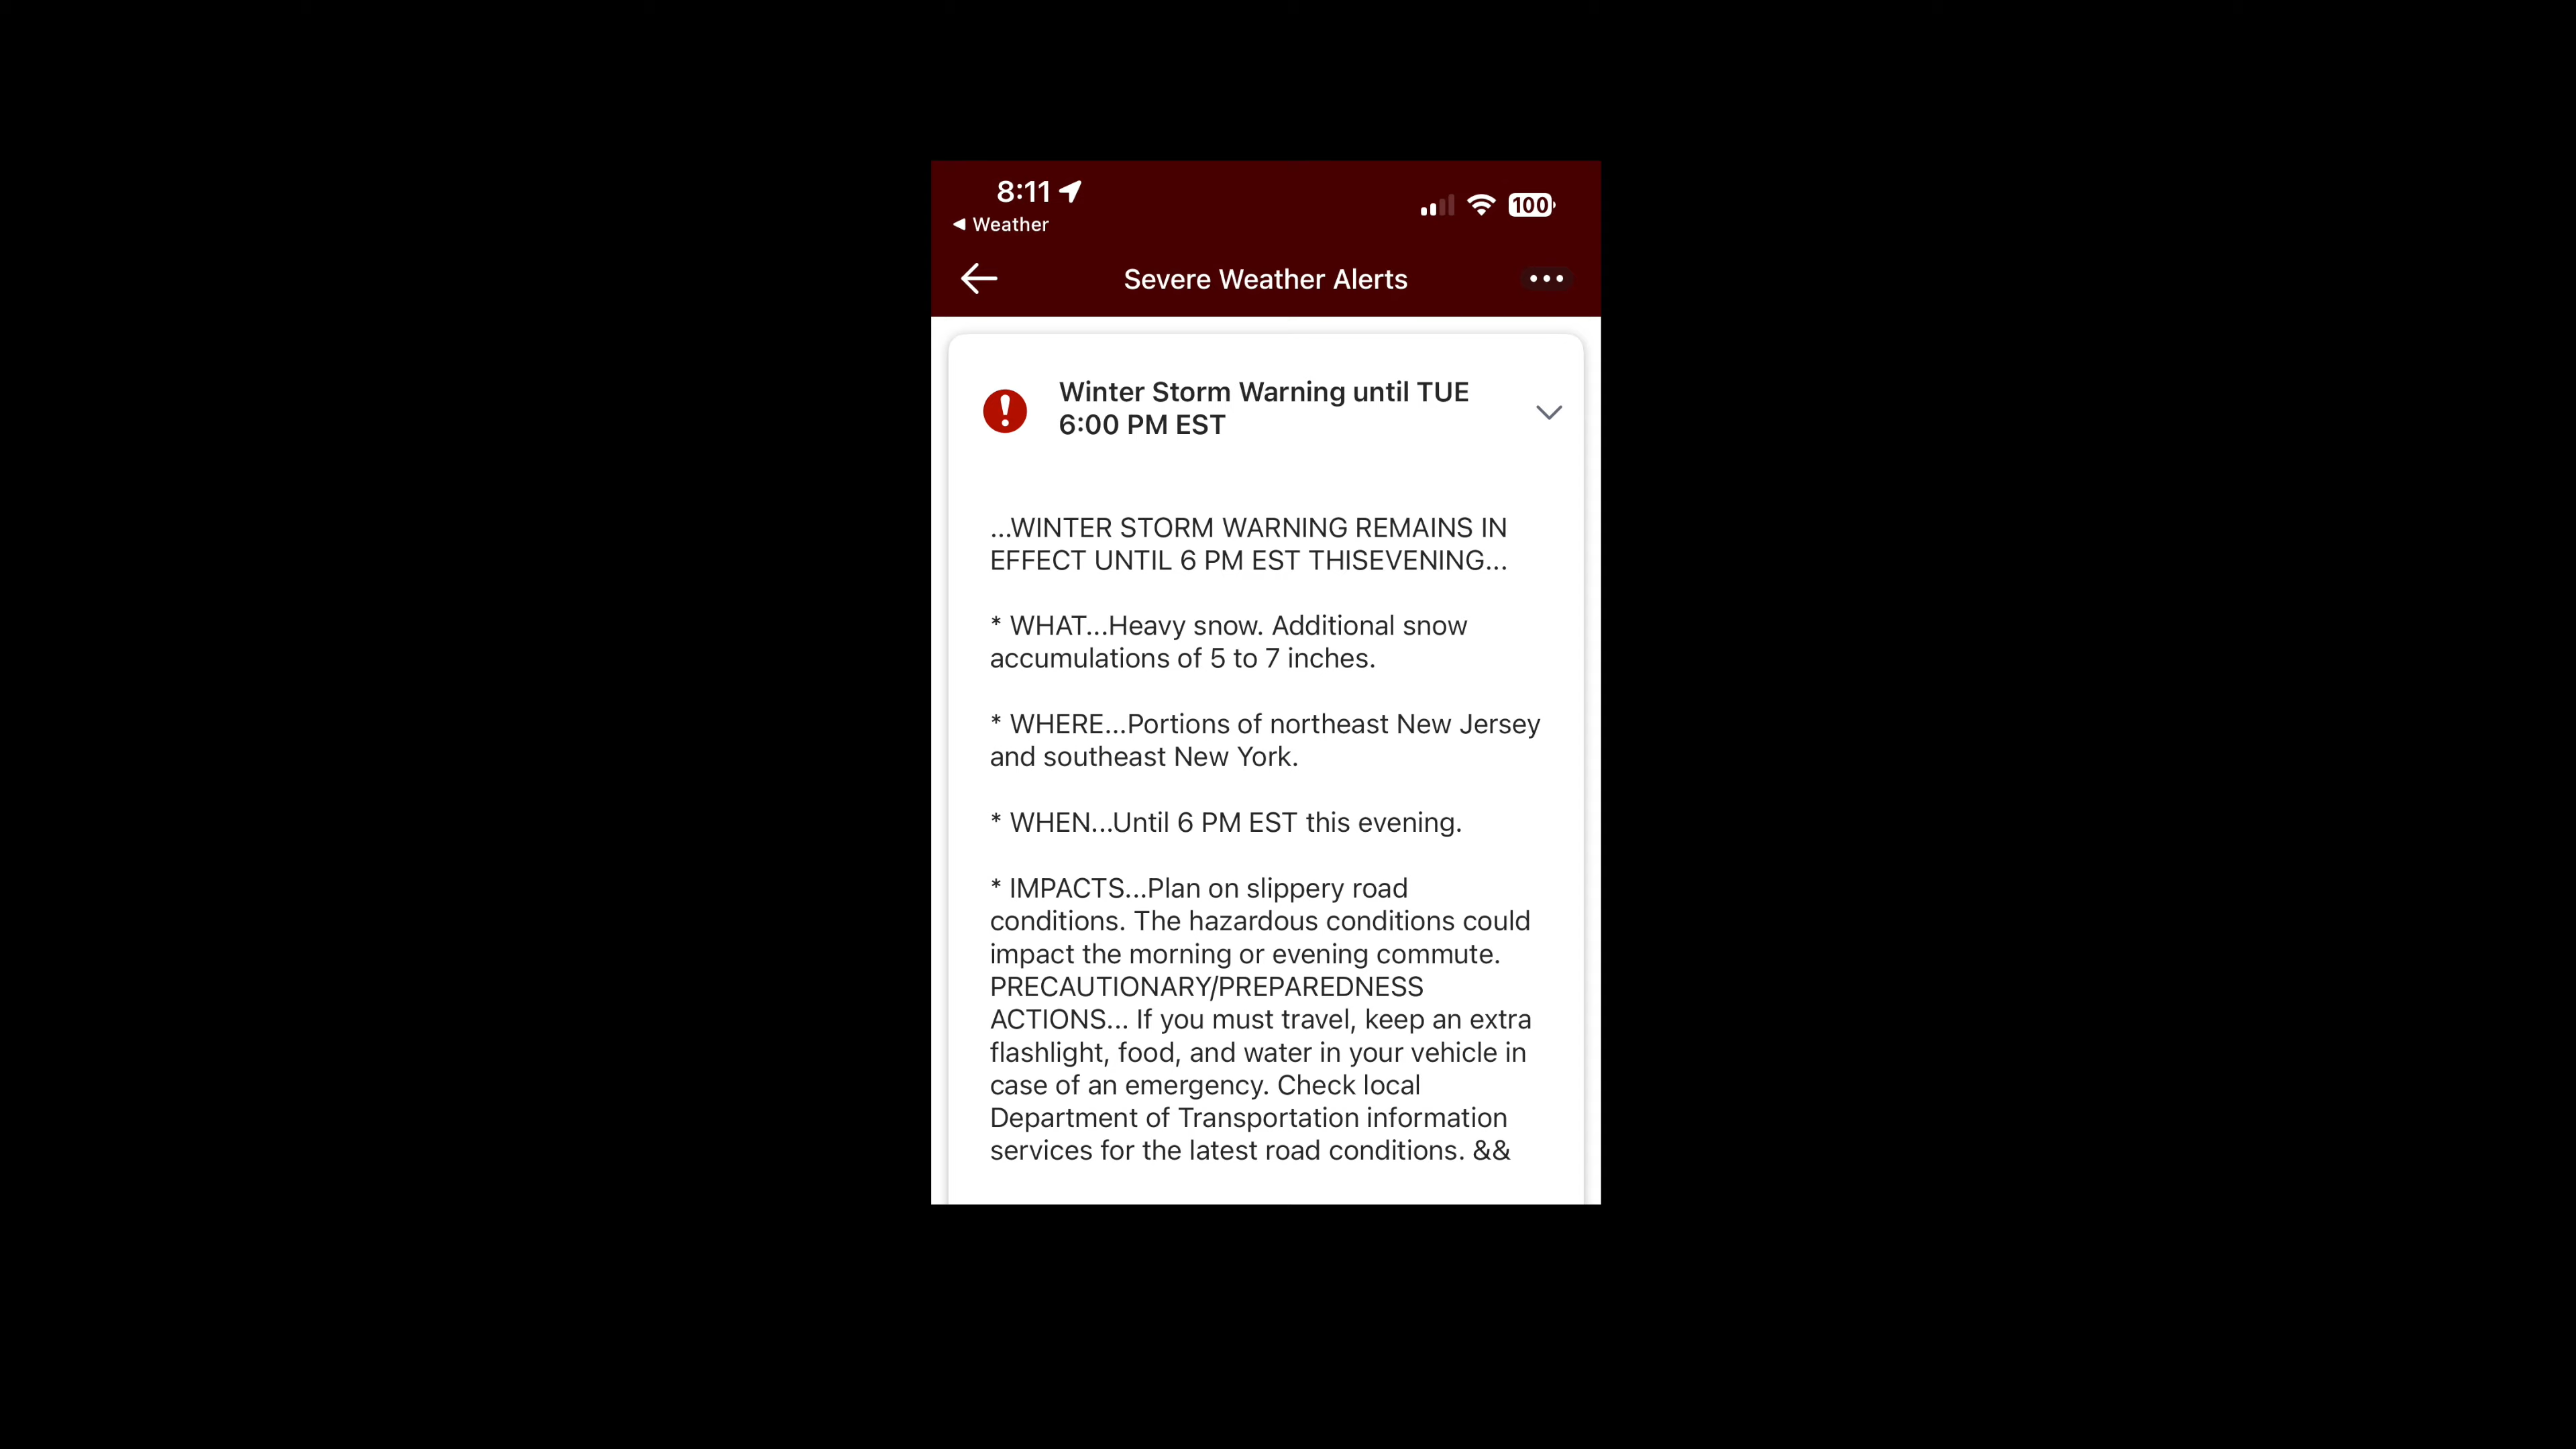 8:11
Weather
100
Severe Weather Alerts
Winter Storm Warning until TUE
6:00 PM EST
...WINTER STORM WARNING REMAINS IN
EFFECT UNTIL 6 PM EST THISEVENING...
* WHAT...Heavy snow. Additional snow
accumulations of 5 to 7 inches.
* WHERE...Portions of northeast New Jersey
and southeast New York.
* WHEN...Until 6 PM EST this evening.
* IMPACTS...Plan on slippery road
conditions. The hazardous conditions could
impact the morning or evening commute.
PRECAUTIONARY/PREPAREDNESS
ACTIONS... If you must travel, keep an extra
flashlight, food, and water in your vehicle in
case of an emergency. Check local
Department of Transportation information
services for the latest road conditions. &&